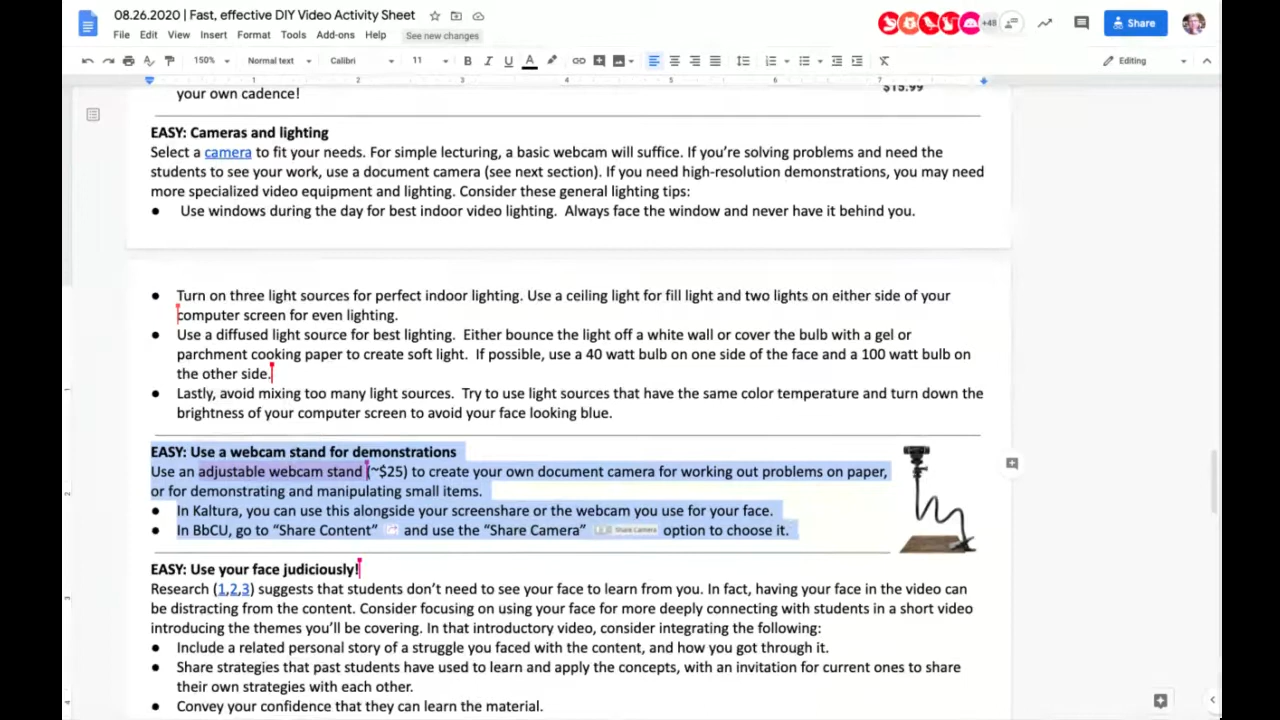 08.26.2020 | Fast, effective DIY Video Activity Sheet
+48
Share
File Edit View Insert Format Tools Add-ons Help See new changes
150% Normal text Calibri 11 B I U A Editing
1 2 3 4 5 6 7
your own cadence!
$15.99
EASY: Cameras and lighting
Select a camera to fit your needs. For simple lecturing, a basic webcam will suffice. If you’re solving problems and need the
students to see your work, use a document camera (see next section). If you need high-resolution demonstrations, you may need
more specialized video equipment and lighting. Consider these general lighting tips:
● Use windows during the day for best indoor video lighting. Always face the window and never have it behind you.
● Turn on three light sources for perfect indoor lighting. Use a ceiling light for fill light and two lights on either side of your
computer screen for even lighting.
● Use a diffused light source for best lighting. Either bounce the light off a white wall or cover the bulb with a gel or
parchment cooking paper to create soft light. If possible, use a 40 watt bulb on one side of the face and a 100 watt bulb on
the other side.
● Lastly, avoid mixing too many light sources. Try to use light sources that have the same color temperature and turn down the
brightness of your computer screen to avoid your face looking blue.
EASY: Use a webcam stand for demonstrations
Use an adjustable webcam stand (~$25) to create your own document camera for working out problems on paper,
or for demonstrating and manipulating small items.
● In Kaltura, you can use this alongside your screenshare or the webcam you use for your face.
● In BbCU, go to “Share Content” and use the “Share Camera” Share Camera option to choose it.
EASY: Use your face judiciously!
Research (1,2,3) suggests that students don’t need to see your face to learn from you. In fact, having your face in the video can
be distracting from the content. Consider focusing on using your face for more deeply connecting with students in a short video
introducing the themes you’ll be covering. In that introductory video, consider integrating the following:
● Include a related personal story of a struggle you faced with the content, and how you got through it.
● Share strategies that past students have used to learn and apply the concepts, with an invitation for current ones to share
their own strategies with each other.
● Convey your confidence that they can learn the material.